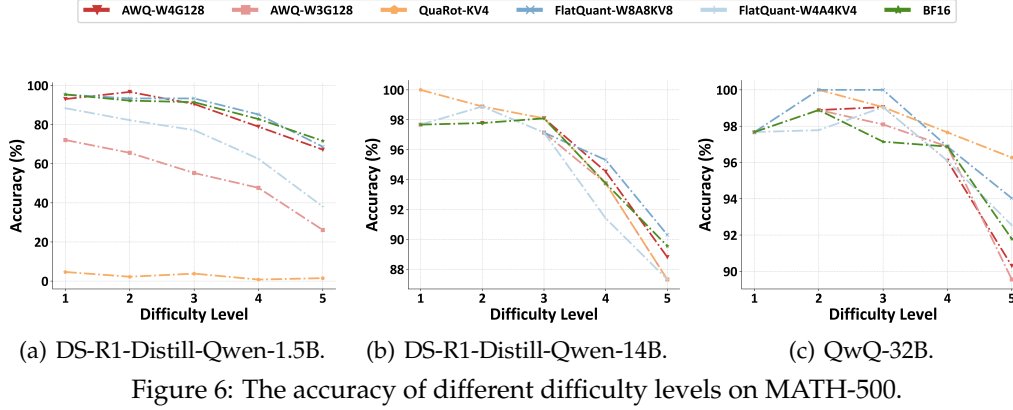 AWQ-W4G128 AWQ-W3G128 QuaRot-KV4 FlatQuant-W8A8KV8 FlatQuant-W4A4KV4 BF16
Accuracy (%)
100
80
60
40
20
0
1 2 3 4 5
Difficulty Level
Accuracy (%)
100
98
96
94
92
90
88
1 2 3 4 5
Difficulty Level
Accuracy (%)
100
98
96
94
92
90
1 2 3 4 5
Difficulty Level
(a) DS-R1-Distill-Qwen-1.5B. (b) DS-R1-Distill-Qwen-14B. (c) QwQ-32B.
Figure 6: The accuracy of different difficulty levels on MATH-500.